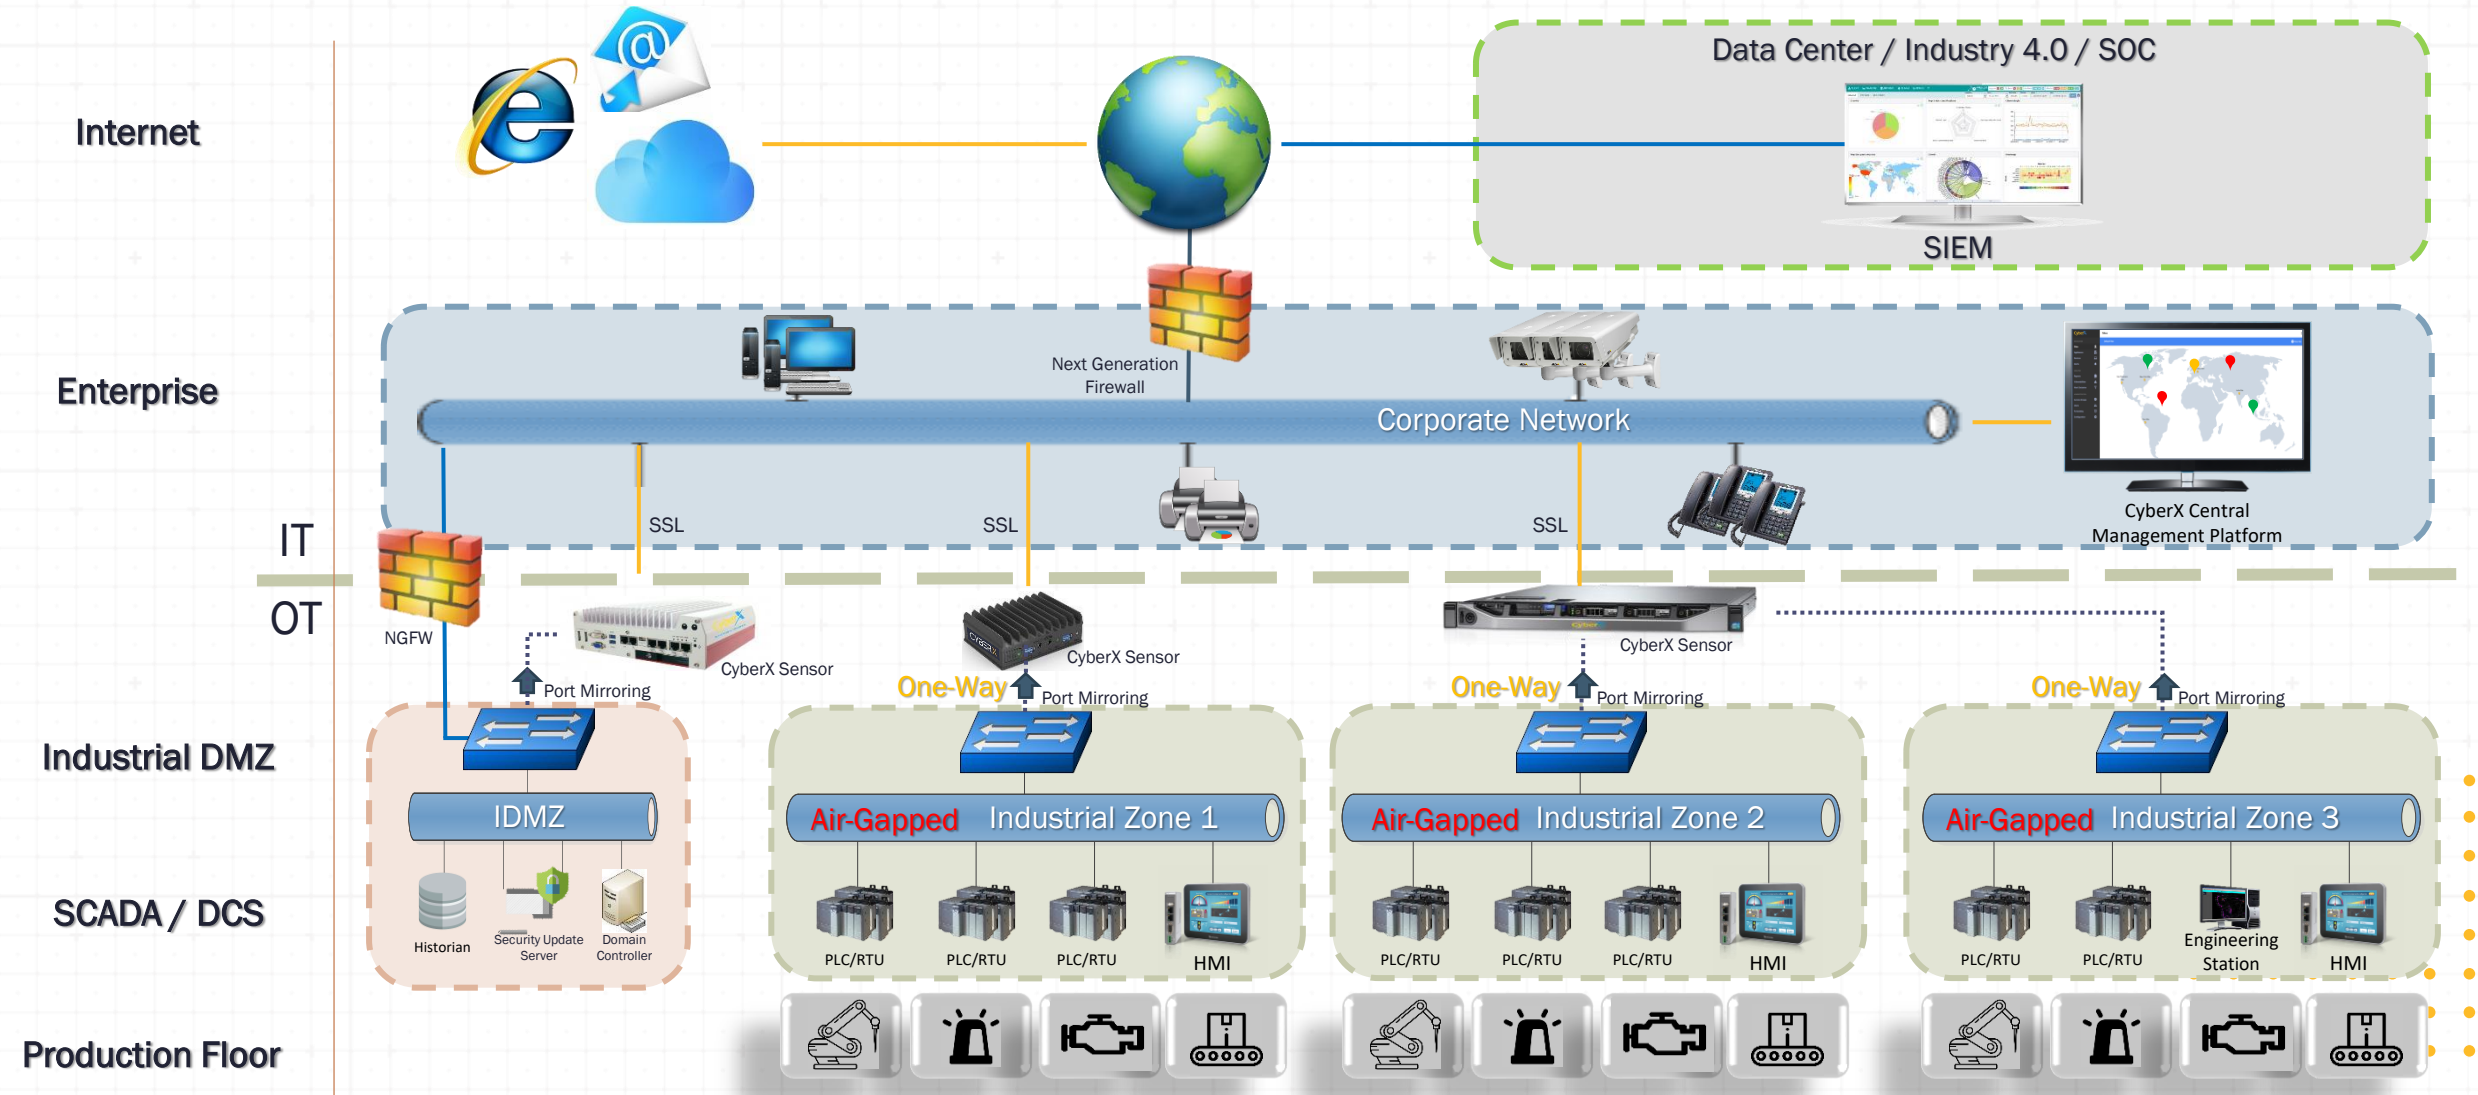 Data Center / Industry 4.0 / SOC
Internet
SIEM
Next Generation
Firewall
Enterprise
Corporate Network
CyberX Central
Management Platform
SSL
SSL
SSL
IT
OT
NGFW
CyberX Sensor
CyberX Sensor
CyberX Sensor
Port Mirroring
One-Way
Port Mirroring
One-Way
Port Mirroring
One-Way
Port Mirroring
Industrial DMZ
IDMZ
Air-Gapped Industrial Zone 1
Air-Gapped Industrial Zone 2
Air-Gapped Industrial Zone 3
SCADA / DCS
Historian
Security Update
Server
Domain
Controller
PLC/RTU
PLC/RTU
PLC/RTU
HMI
PLC/RTU
PLC/RTU
PLC/RTU
HMI
PLC/RTU
PLC/RTU
Engineering
Station
HMI
Production Floor